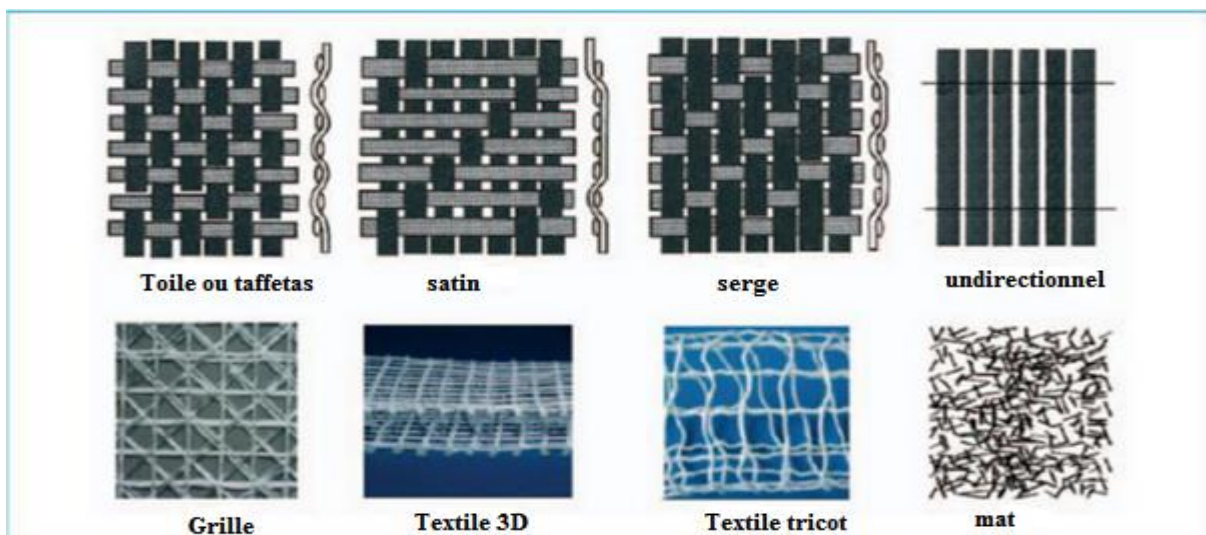 Toile ou taffetas satin serge undirectionnel
Grille Textile 3D Textile tricot mat